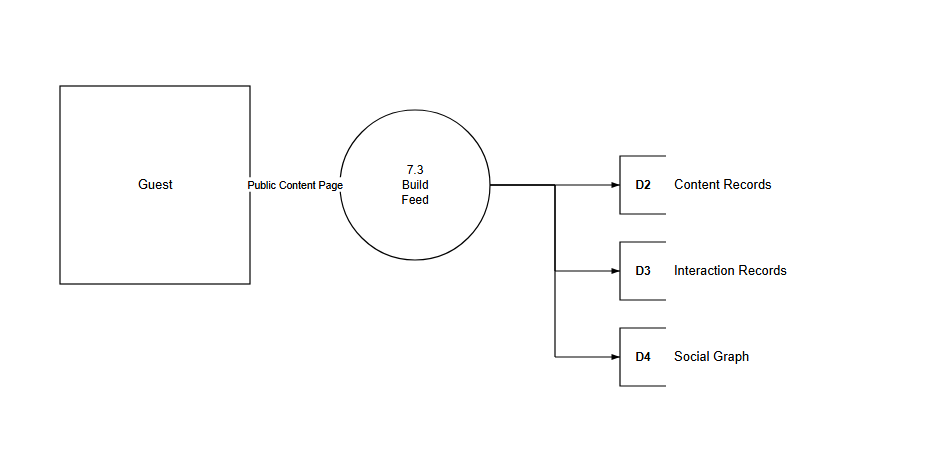 Guest
Public Content Page
7.3
Build
Feed
D2 Content Records
D3 Interaction Records
D4 Social Graph